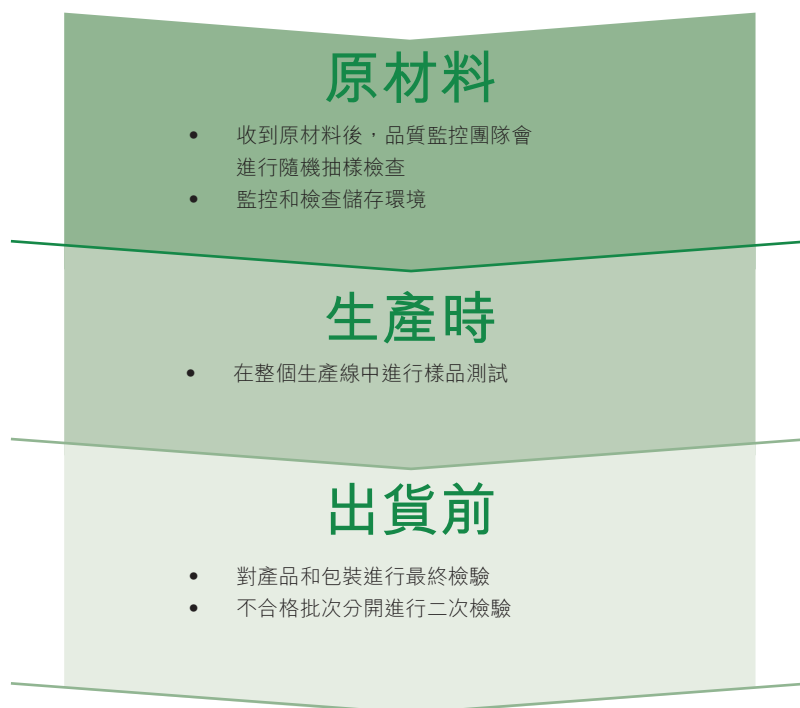 原材料
• 收到原材料後，品質監控團隊會
進行隨機抽樣檢查
• 監控和檢查儲存環境
生產時
• 在整個生產線中進行樣品測試
出貨前
• 對產品和包裝進行最終檢驗
• 不合格批次分開進行二次檢驗